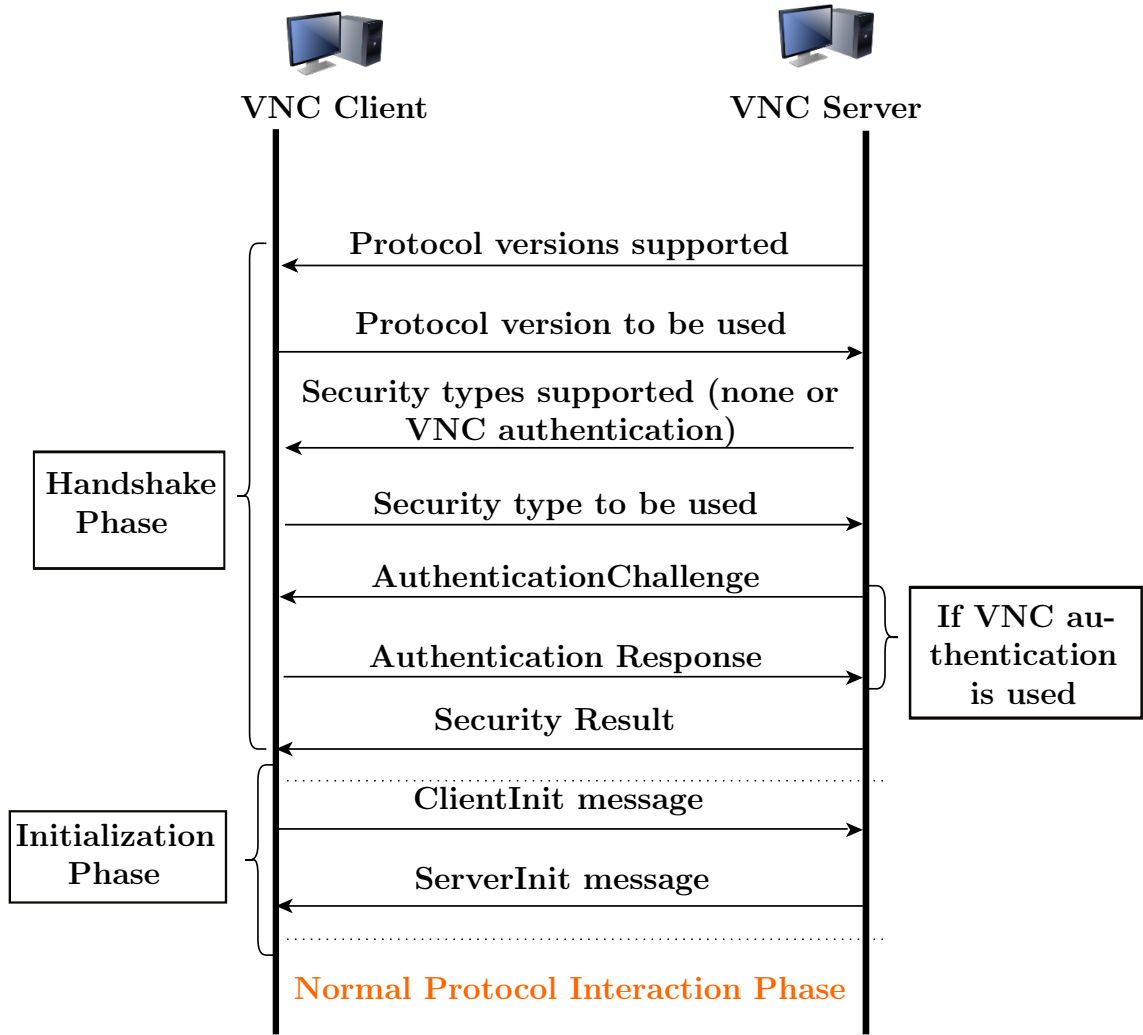 VNC Client
VNC Server
Protocol versions supported
Protocol version to be used
Security types supported (none or
VNC authentication)
Handshake
Phase
Security type to be used
AuthenticationChallenge
If VNC au-
thentication
is used
Authentication Response
Security Result
ClientInit message
Initialization
Phase
ServerInit message
Normal Protocol Interaction Phase